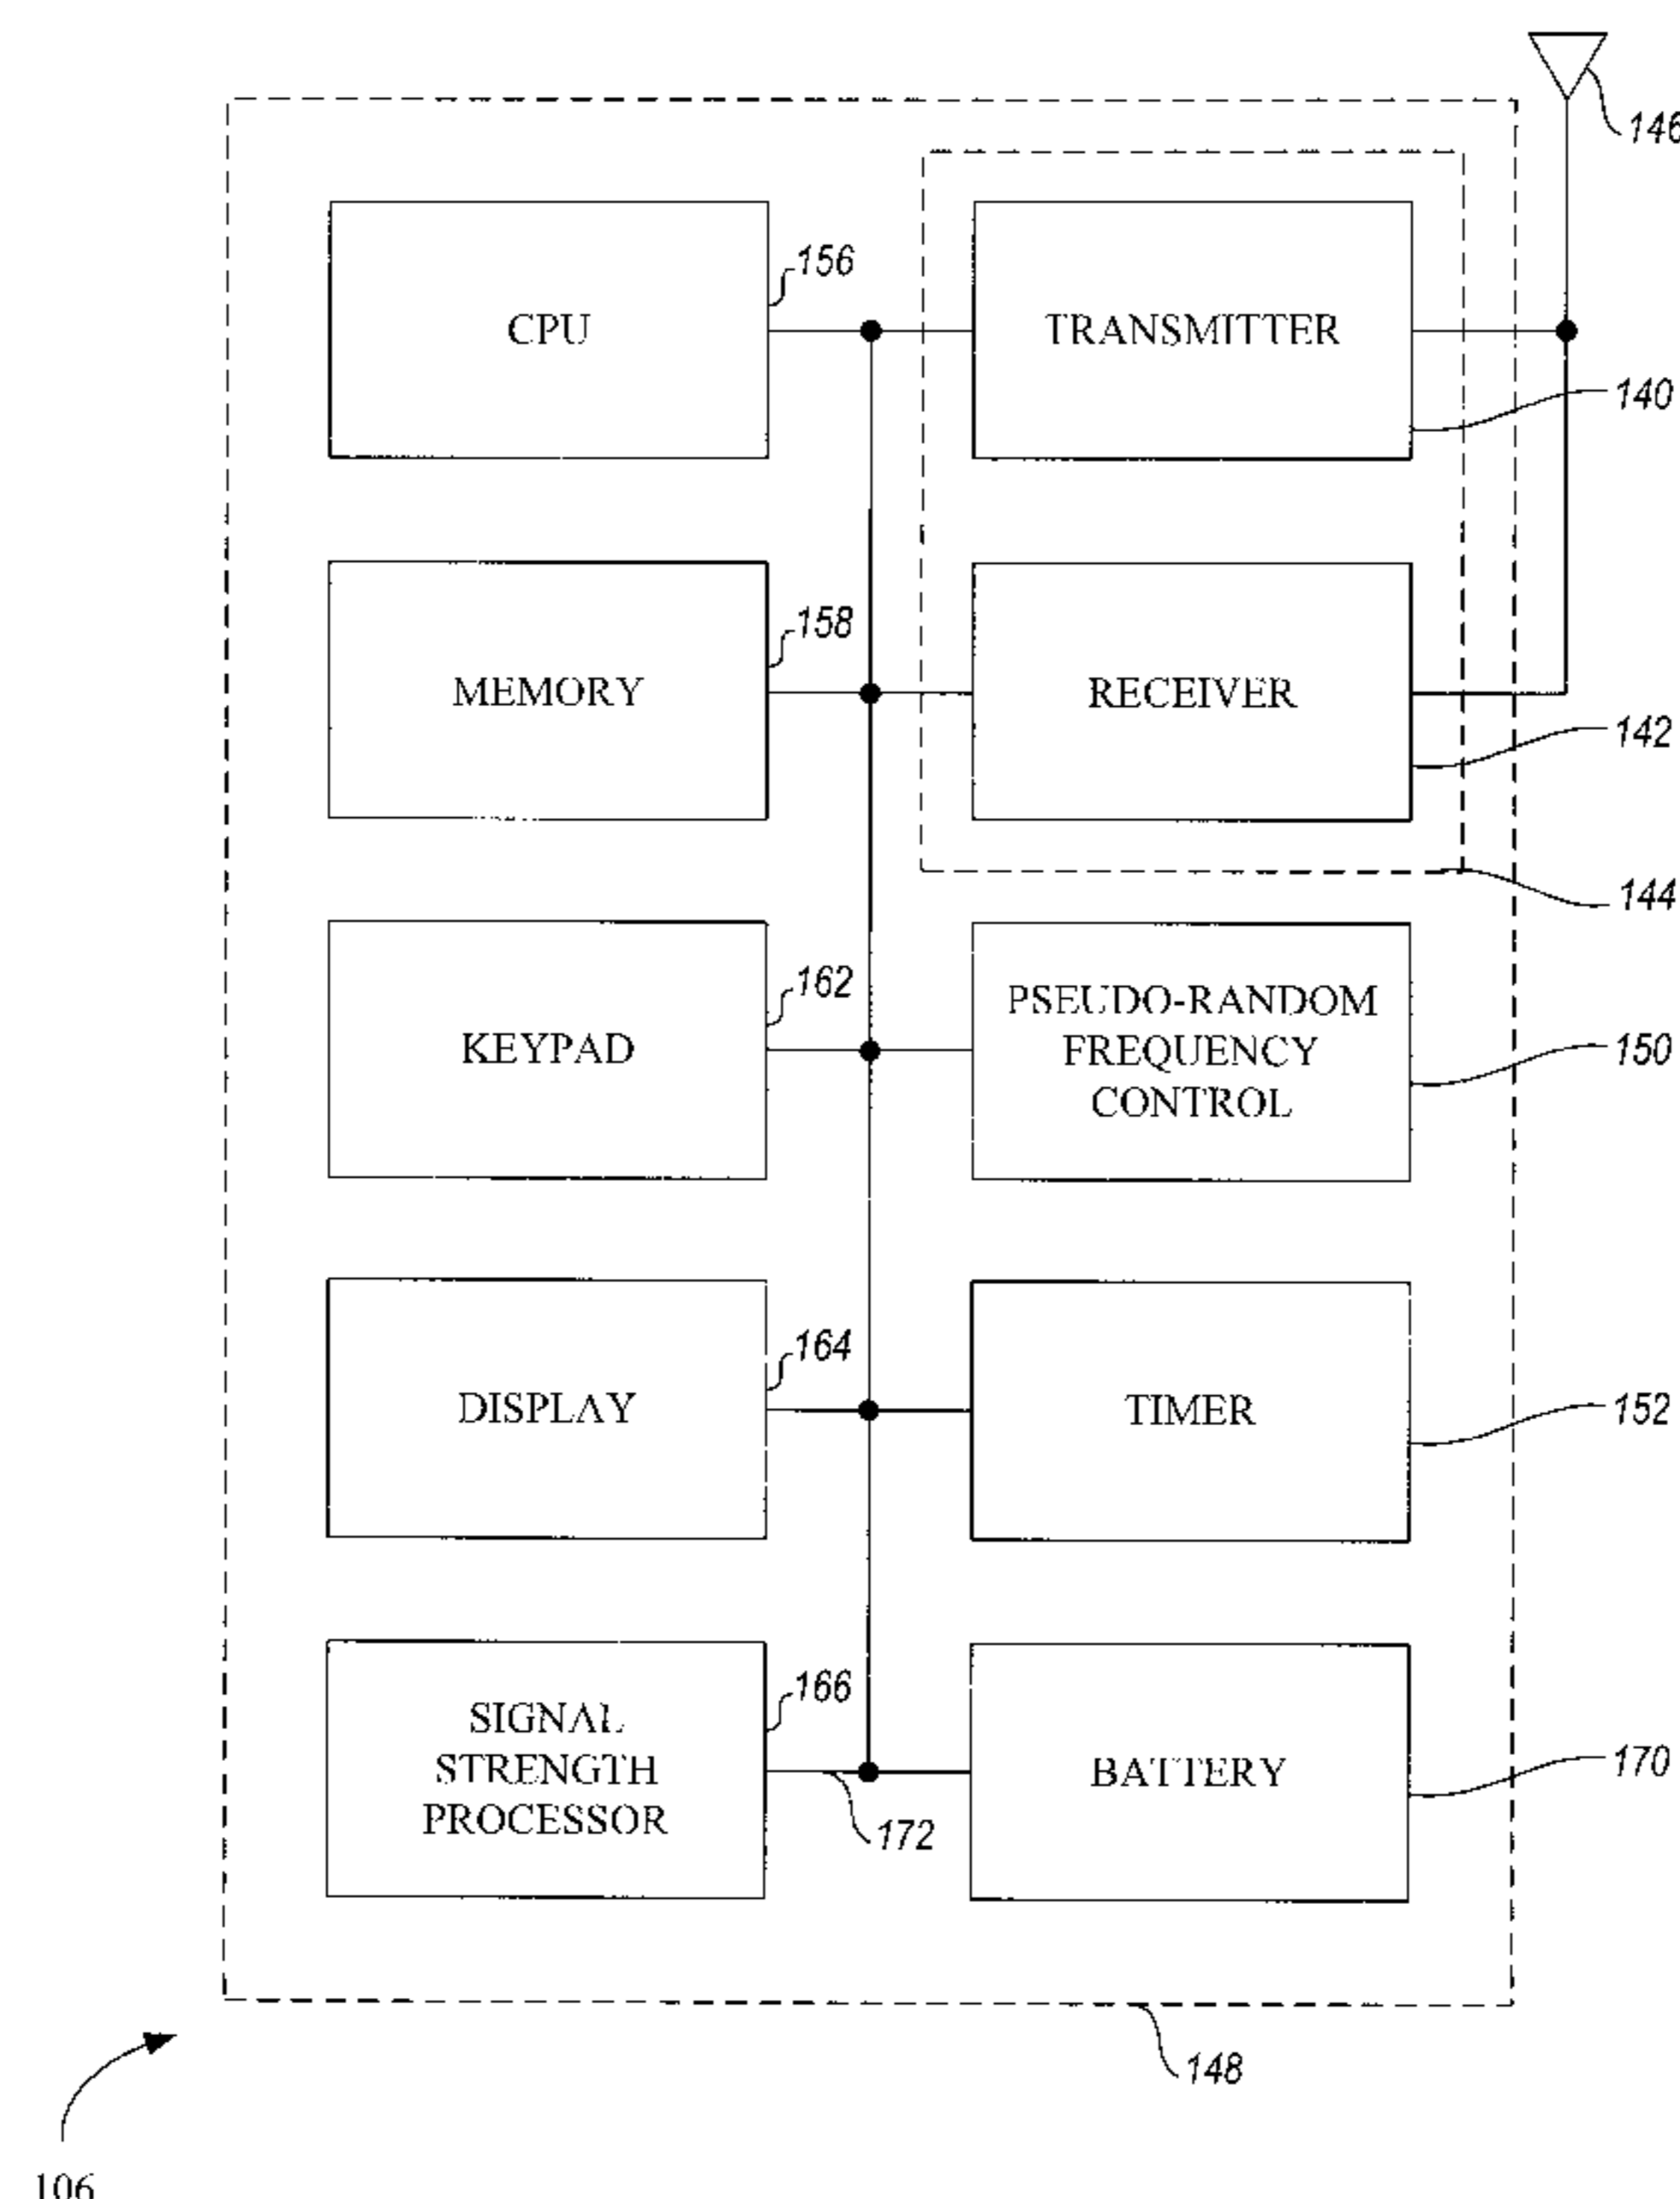 146
CPU
156
TRANSMITTER
140
MEMORY
158
RECEIVER
142
144
KEYPAD
162
PSEUDO-RANDOM
FREQUENCY
CONTROL
150
DISPLAY
164
TIMER
152
SIGNAL
STRENGTH
PROCESSOR
166
172
BATTERY
170
148
106